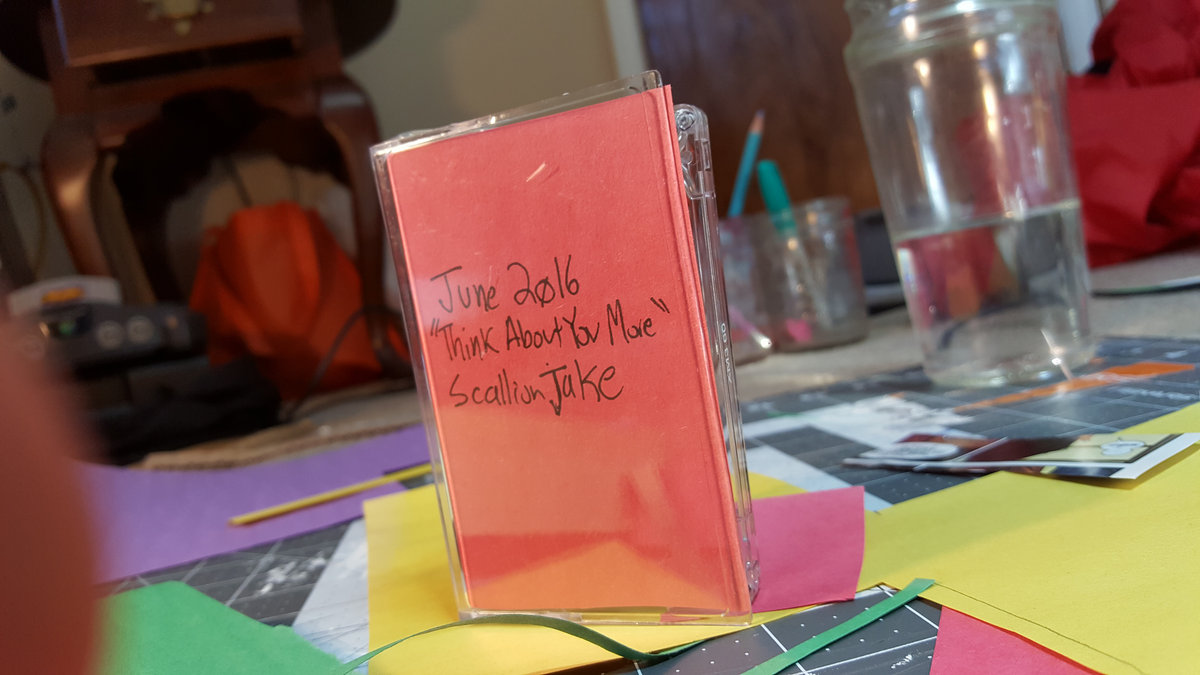 June 2016
"Think About You More"
Scallion Jake